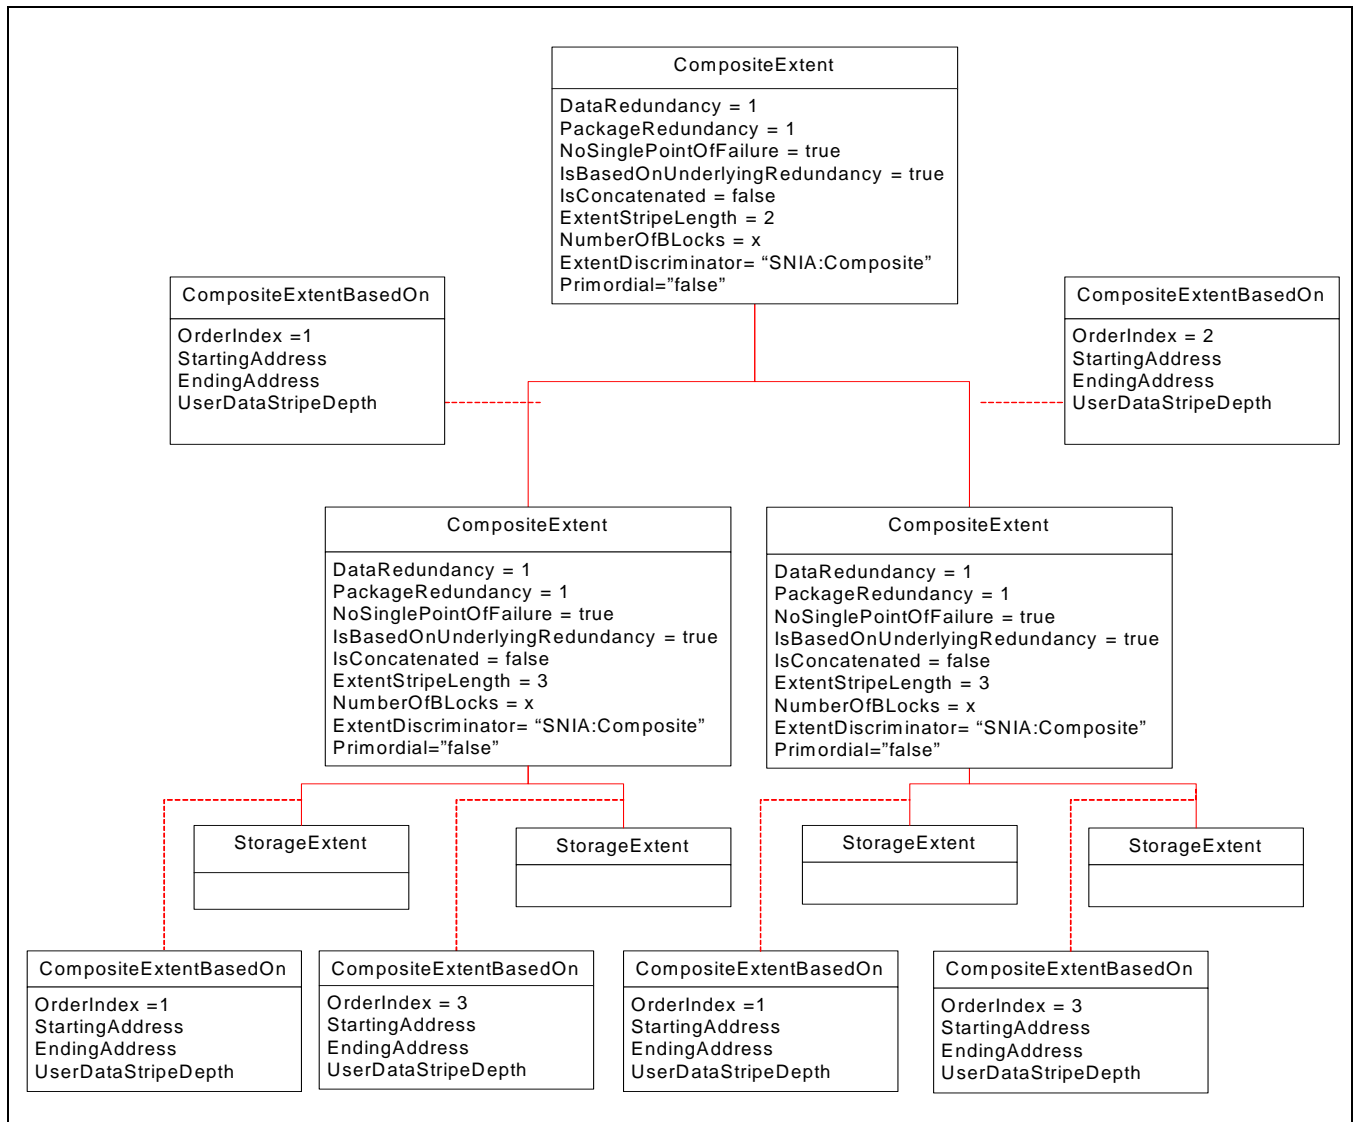 CompositeExtent
DataRedundancy = 1
PackageRedundancy = 1
NoSinglePointOfFailure = true
IsBasedOnUnderlyingRedundancy = true
IsConcatenated = false
ExtentStripeLength = 2
NumberOfBLocks = x
ExtentDiscriminator= “SNIA:Composite”
Primordial=”false”
CompositeExtentBasedOn
OrderIndex =1
StartingAddress
EndingAddress
UserDataStripeDepth
CompositeExtentBasedOn
OrderIndex = 2
StartingAddress
EndingAddress
UserDataStripeDepth
CompositeExtent
DataRedundancy = 1
PackageRedundancy = 1
NoSinglePointOfFailure = true
IsBasedOnUnderlyingRedundancy = true
IsConcatenated = false
ExtentStripeLength = 3
NumberOfBLocks = x
ExtentDiscriminator= “SNIA:Composite”
Primordial=”false”
CompositeExtent
DataRedundancy = 1
PackageRedundancy = 1
NoSinglePointOfFailure = true
IsBasedOnUnderlyingRedundancy = true
IsConcatenated = false
ExtentStripeLength = 3
NumberOfBLocks = x
ExtentDiscriminator= “SNIA:Composite”
Primordial=”false”
StorageExtent
StorageExtent
StorageExtent
StorageExtent
CompositeExtentBasedOn
OrderIndex =1
StartingAddress
EndingAddress
UserDataStripeDepth
CompositeExtentBasedOn
OrderIndex = 3
StartingAddress
EndingAddress
UserDataStripeDepth
CompositeExtentBasedOn
OrderIndex =1
StartingAddress
EndingAddress
UserDataStripeDepth
CompositeExtentBasedOn
OrderIndex = 3
StartingAddress
EndingAddress
UserDataStripeDepth